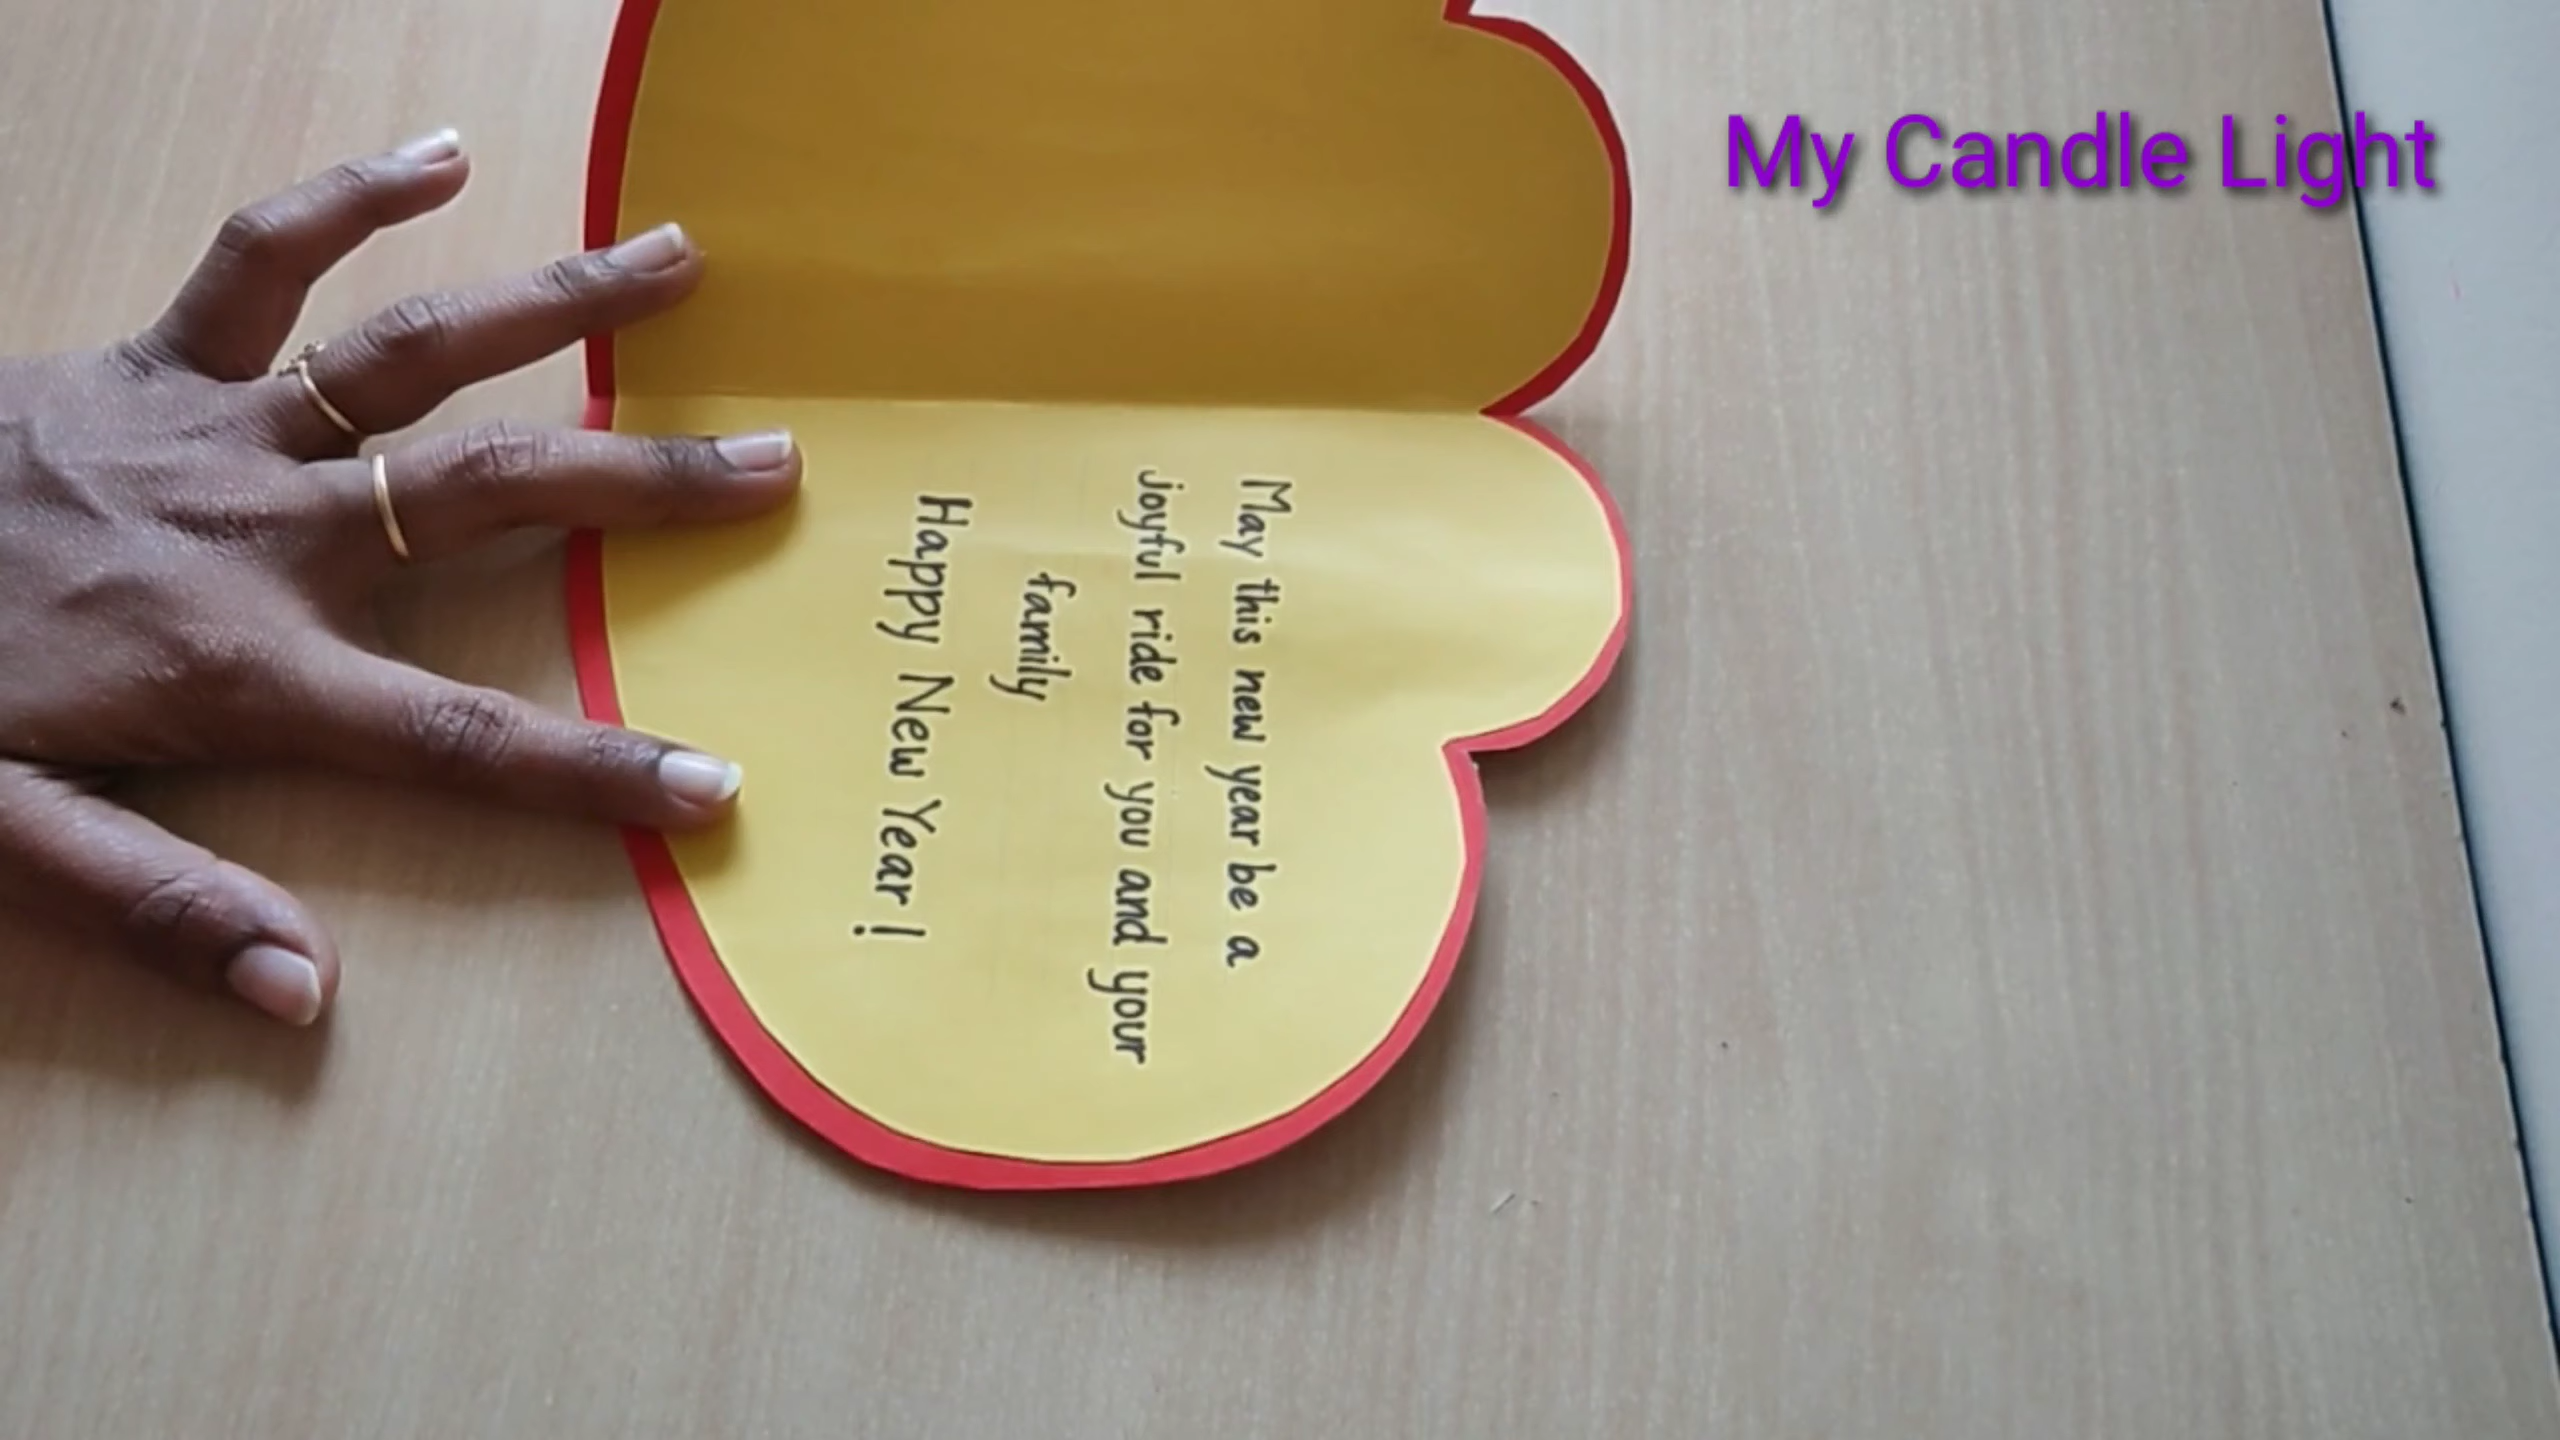 My Candle Light
May this new year be a
joyful ride for you and your
family
Happy New Year!